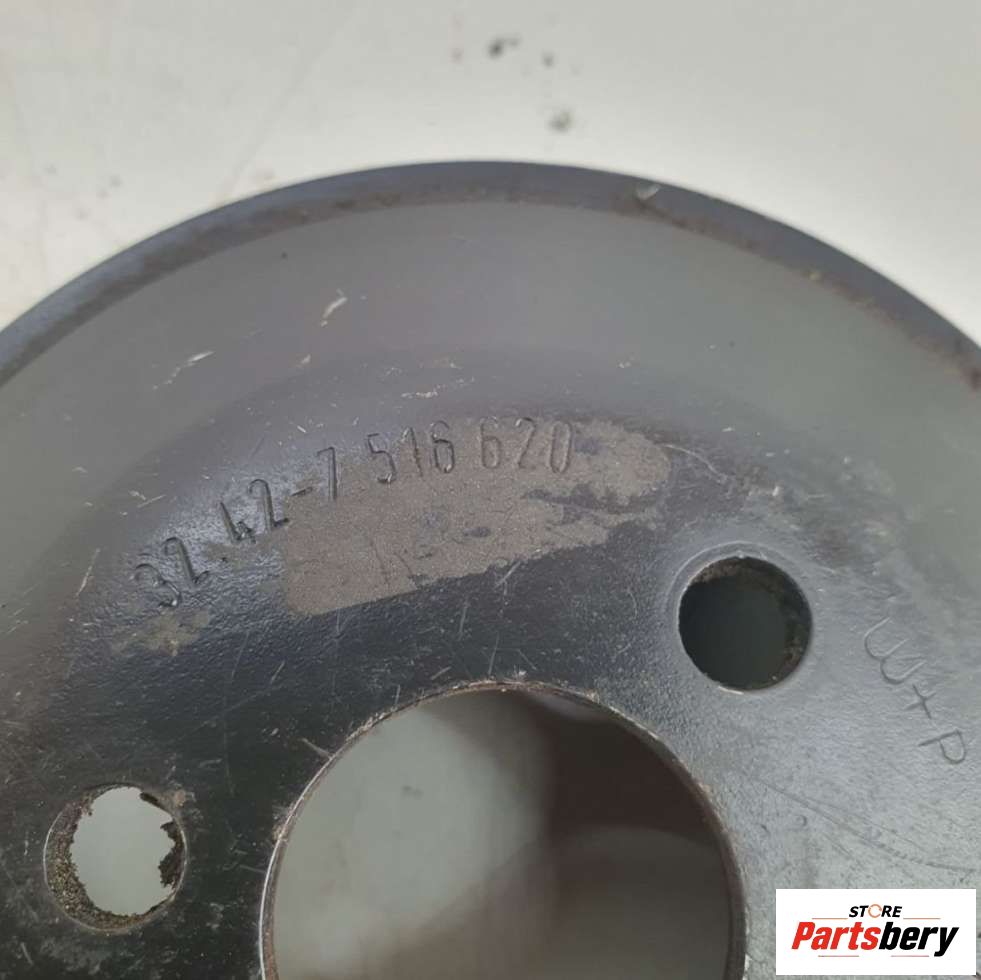 32.42-7 516 620
W+P
STORE
Partsbery